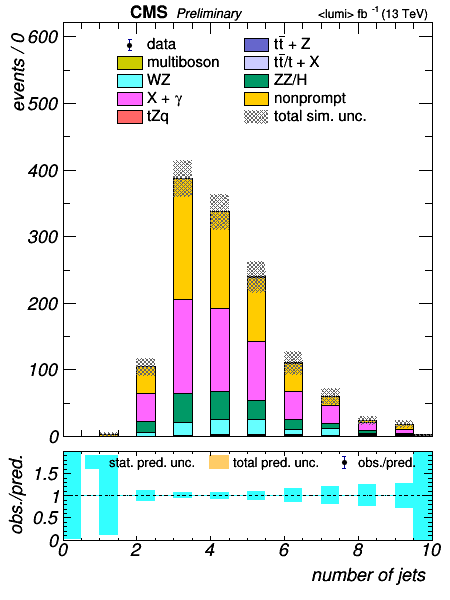 CMS Preliminary <lumi> fb⁻¹ (13 TeV)
events / 0
600
500
400
300
200
100
0
data
multiboson
WZ
X + γ
tZq
tt̄ + Z
tt̄/t + X
ZZ/H
nonprompt
total sim. unc.
obs./pred.
1.5
1
0.5
0
stat. pred. unc. total pred. unc. obs./pred.
0 2 4 6 8 10
number of jets